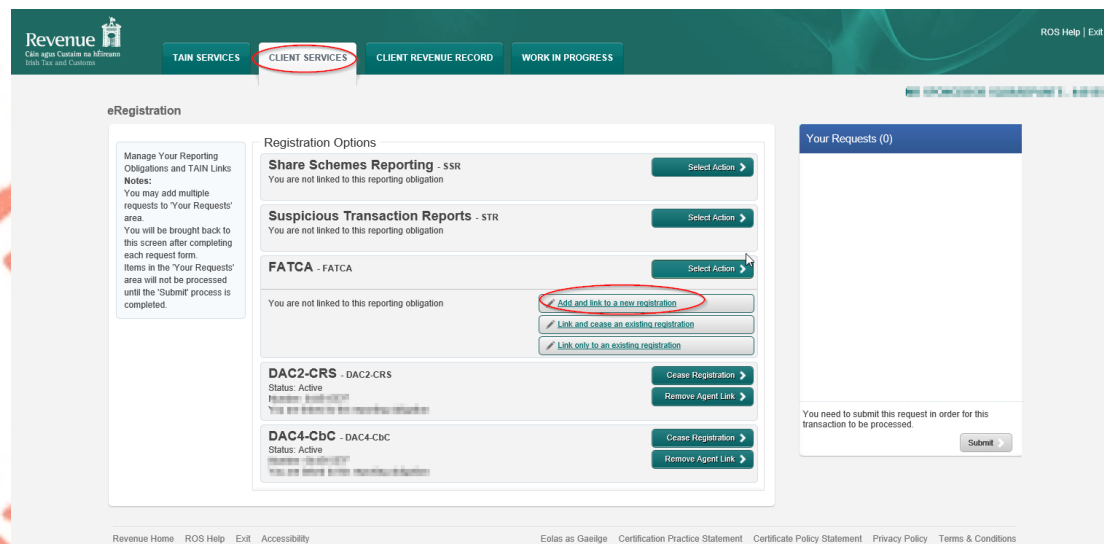 Revenue
Cáin agus Custaim na hÉireann
Irish Tax and Customs
TAIN SERVICES
CLIENT SERVICES
CLIENT REVENUE RECORD
WORK IN PROGRESS
ROS Help | Exit
eRegistration
Manage Your Reporting
Obligations and TAIN Links
Notes:
You may add multiple
requests to 'Your Requests'
area.
You will be brought back to
this screen after completing
each request form.
Items in the 'Your Requests'
area will not be processed
until the 'Submit' process is
completed.
Registration Options
Share Schemes Reporting - SSR
You are not linked to this reporting obligation
Select Action
Suspicious Transaction Reports - STR
You are not linked to this reporting obligation
Select Action
FATCA - FATCA
Select Action
You are not linked to this reporting obligation
Add and link to a new registration
Link and cease an existing registration
Link only to an existing registration
DAC2-CRS - DAC2-CRS
Status: Active
Cease Registration
Remove Agent Link
DAC4-CbC - DAC4-CbC
Status: Active
Cease Registration
Remove Agent Link
Your Requests (0)
You need to submit this request in order for this
transaction to be processed.
Submit
Revenue Home ROS Help Exit Accessibility
Eolas as Gaeilge Certification Practice Statement Certificate Policy Statement Privacy Policy Terms & Conditions